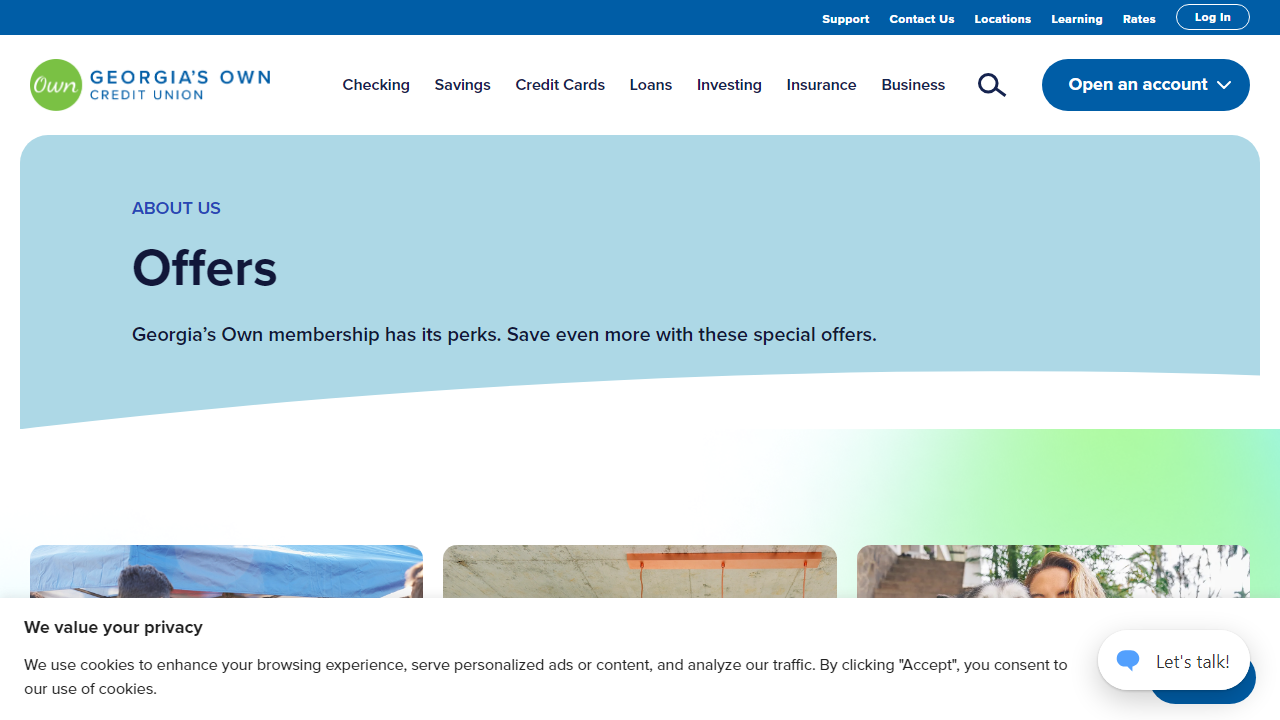 Support Contact Us Locations Learning Rates Log In
Own GEORGIA'S OWN
CREDIT UNION
Checking Savings Credit Cards Loans Investing Insurance Business Open an account
ABOUT US
Offers
Georgia's Own membership has its perks. Save even more with these special offers.
We value your privacy
We use cookies to enhance your browsing experience, serve personalized ads or content, and analyze our traffic. By clicking "Accept", you consent to
our use of cookies.
Let's talk!